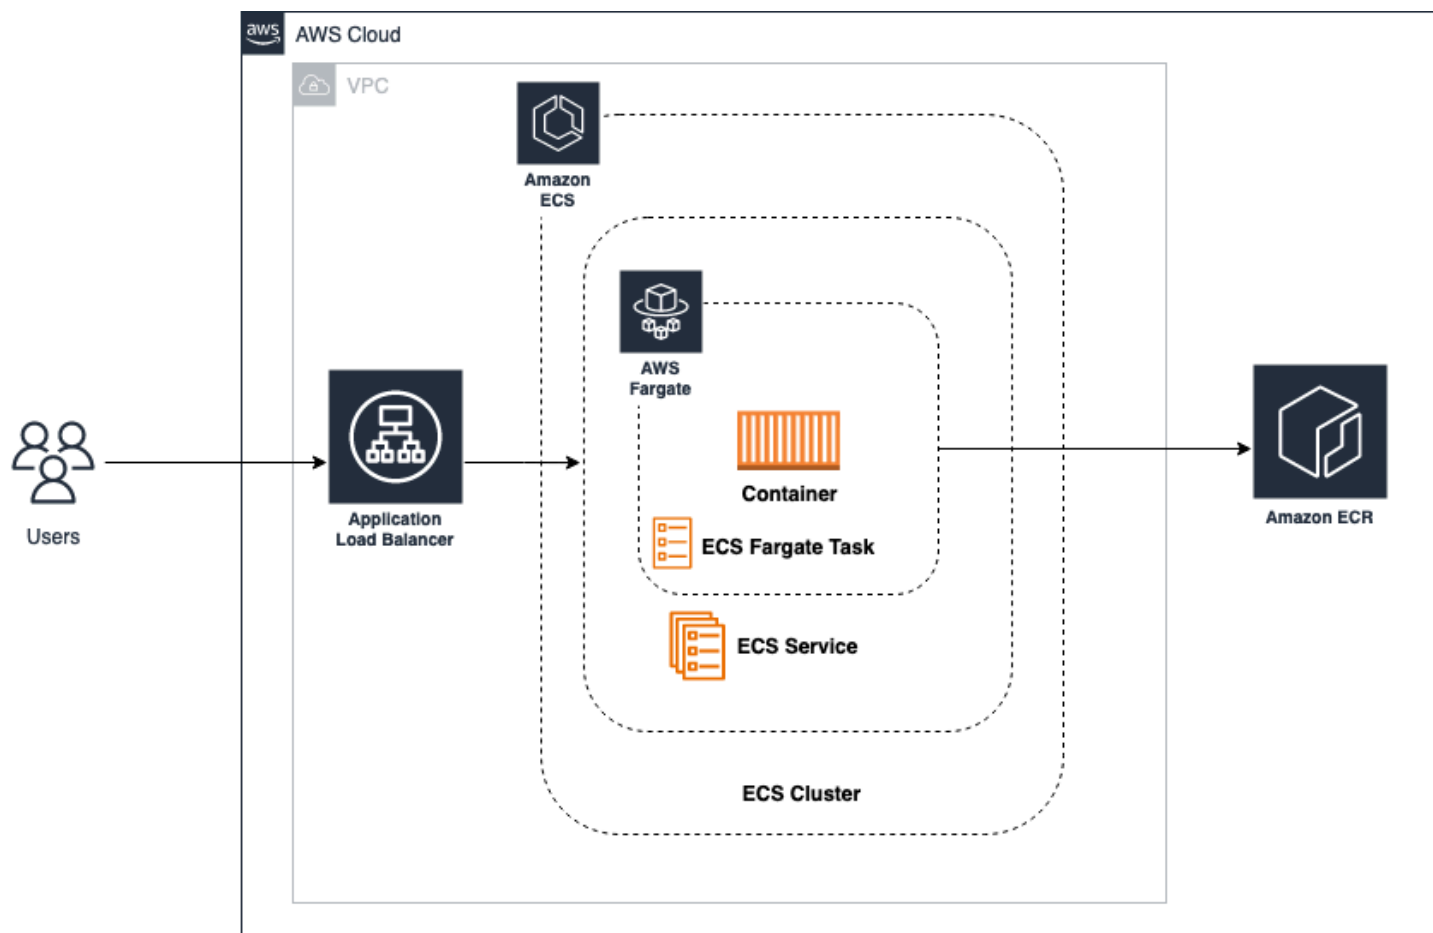 aws
AWS Cloud
VPC
Amazon
ECS
AWS
Fargate
Container
Application
Load Balancer
Users
ECS Fargate Task
Amazon ECR
ECS Service
ECS Cluster